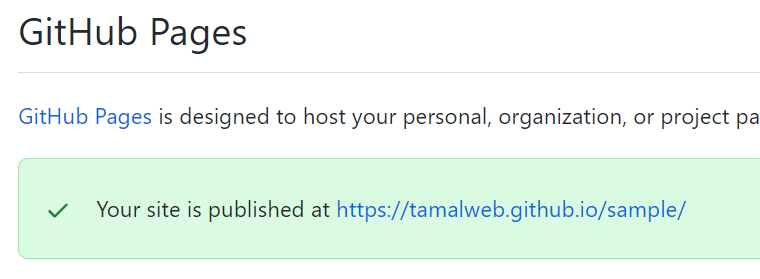 GitHub Pages
GitHub Pages is designed to host your personal, organization, or project pa
Your site is published at https://tamalweb.github.io/sample/